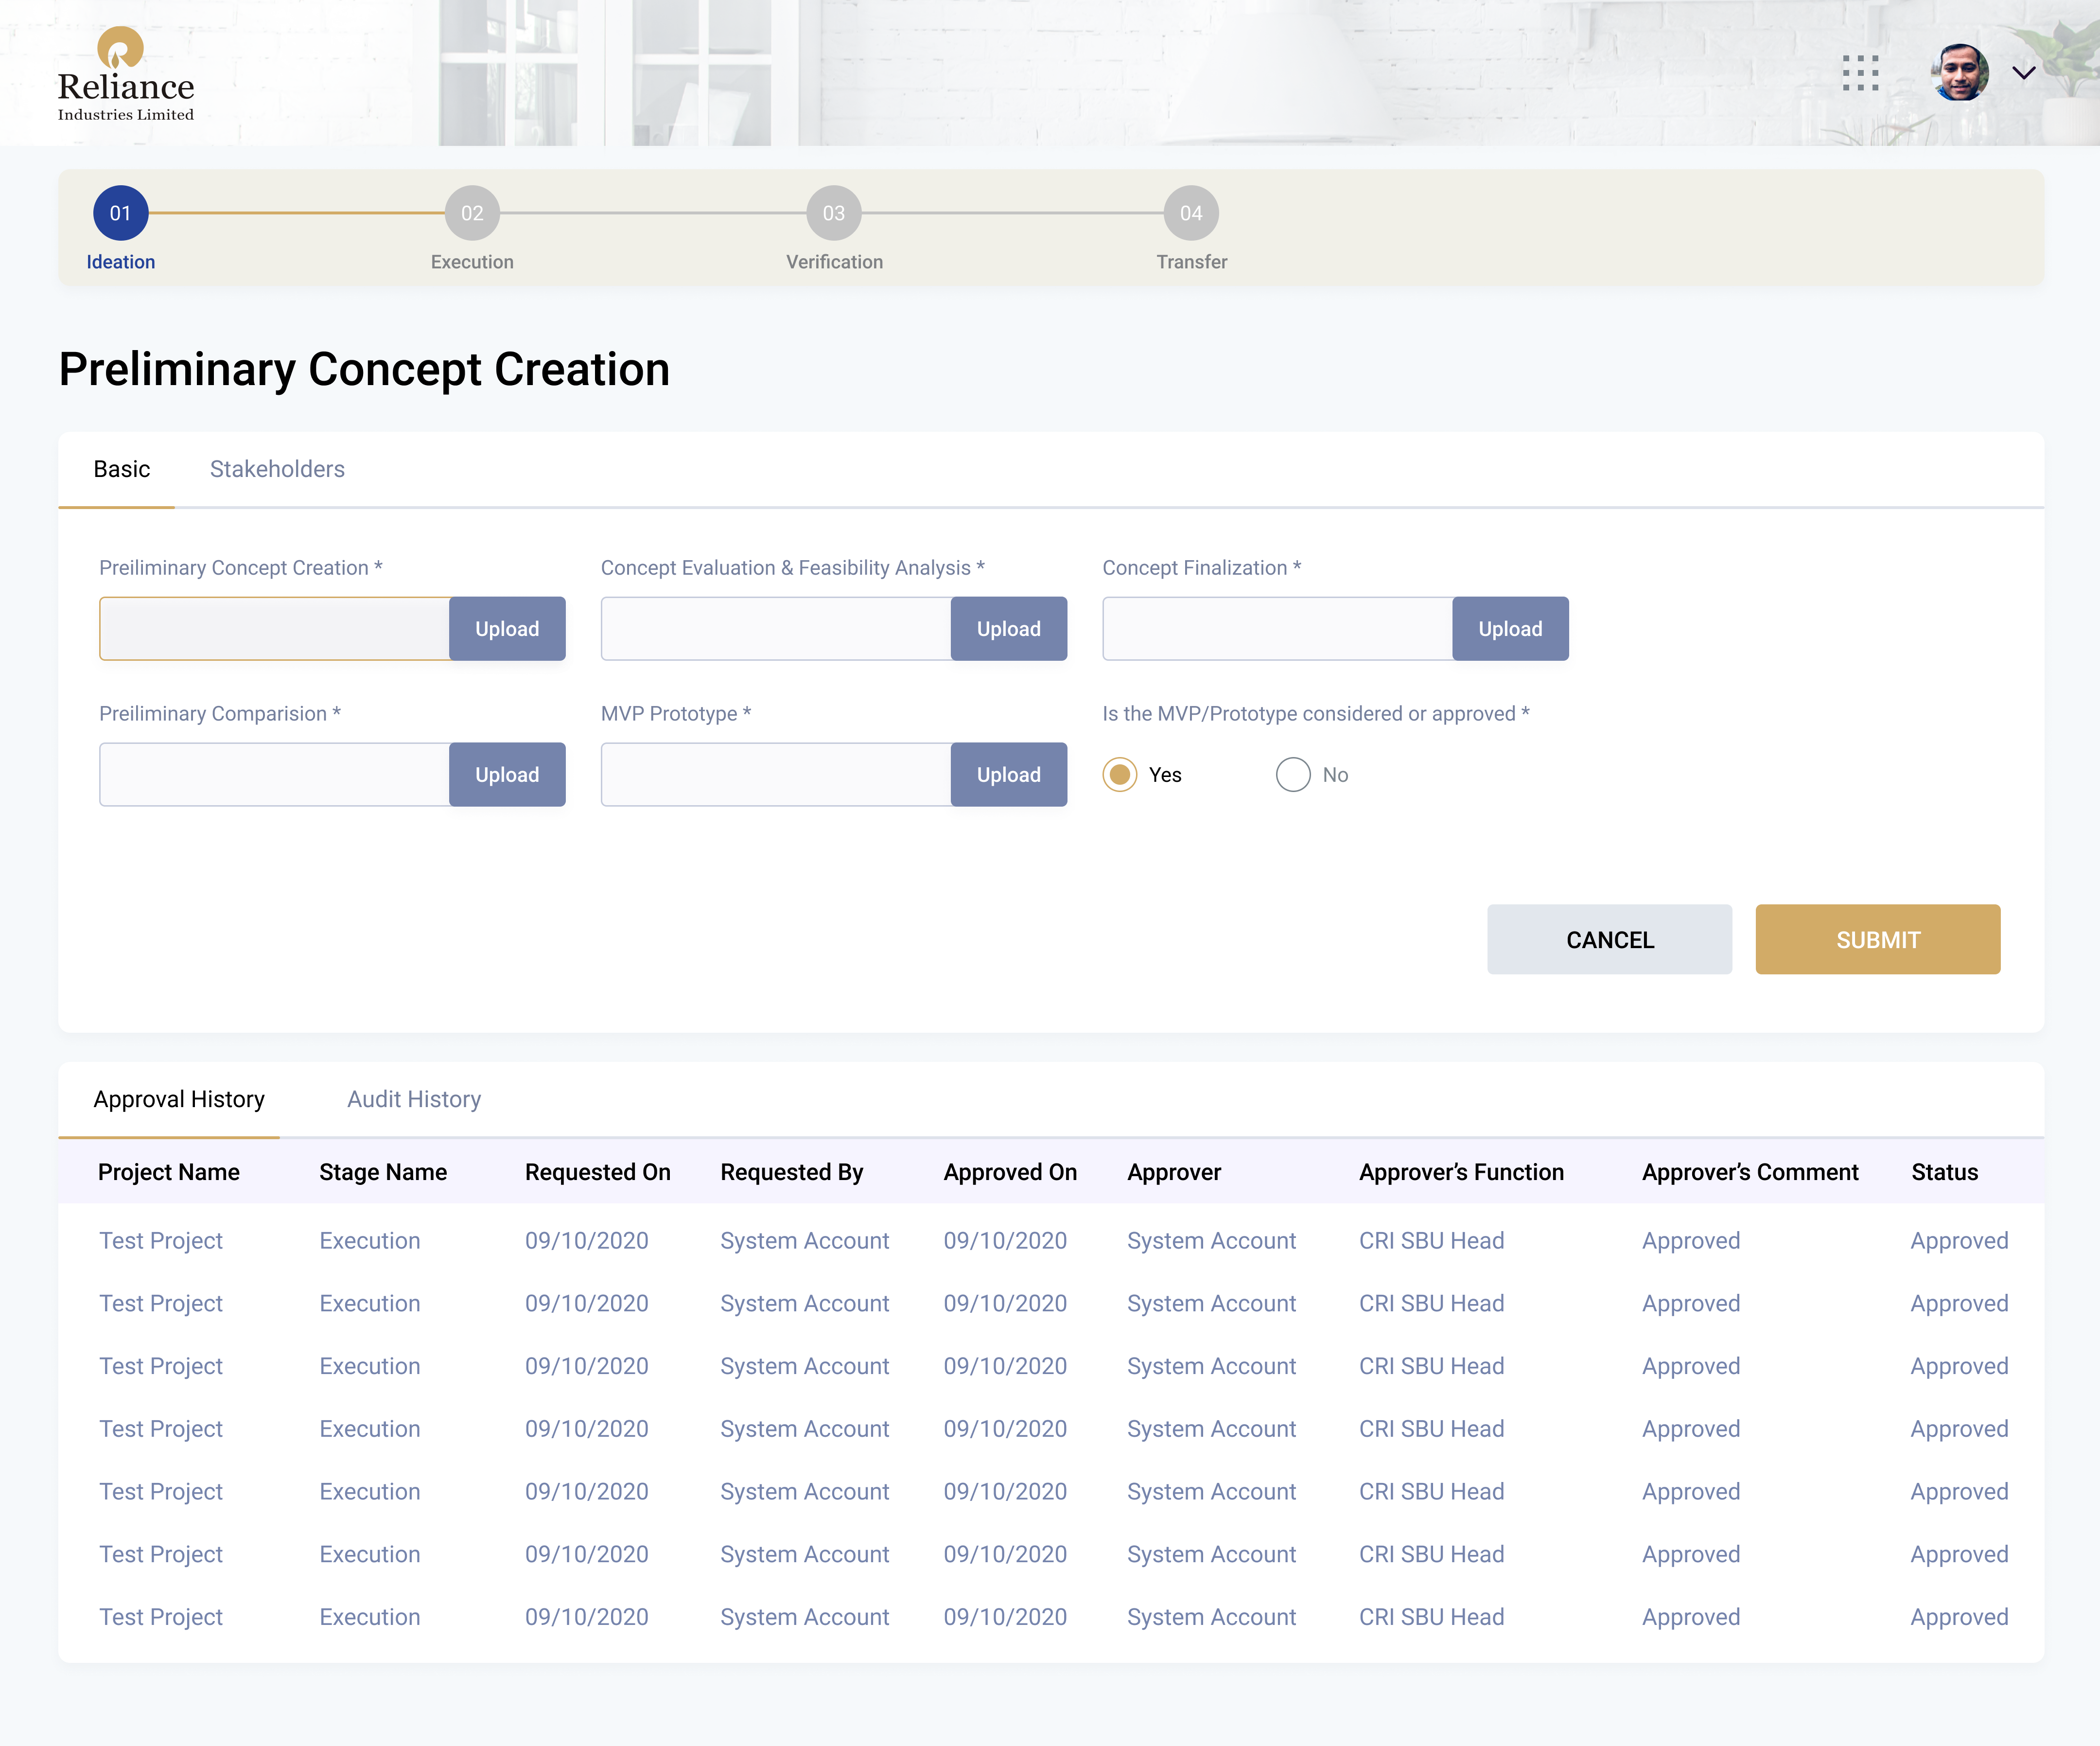 Reliance
Industries Limited
01 02 03 04
Ideation Execution Verification Transfer
Preliminary Concept Creation
Basic Stakeholders
Preiliminary Concept Creation * Concept Evaluation & Feasibility Analysis * Concept Finalization *
Upload Upload Upload
Preiliminary Comparision * MVP Prototype * Is the MVP/Prototype considered or approved *
Upload Upload Yes No
CANCEL SUBMIT
Approval History Audit History
Project Name Stage Name Requested On Requested By Approved On Approver Approver’s Function Approver’s Comment Status
Test Project Execution 09/10/2020 System Account 09/10/2020 System Account CRI SBU Head Approved Approved
Test Project Execution 09/10/2020 System Account 09/10/2020 System Account CRI SBU Head Approved Approved
Test Project Execution 09/10/2020 System Account 09/10/2020 System Account CRI SBU Head Approved Approved
Test Project Execution 09/10/2020 System Account 09/10/2020 System Account CRI SBU Head Approved Approved
Test Project Execution 09/10/2020 System Account 09/10/2020 System Account CRI SBU Head Approved Approved
Test Project Execution 09/10/2020 System Account 09/10/2020 System Account CRI SBU Head Approved Approved
Test Project Execution 09/10/2020 System Account 09/10/2020 System Account CRI SBU Head Approved Approved